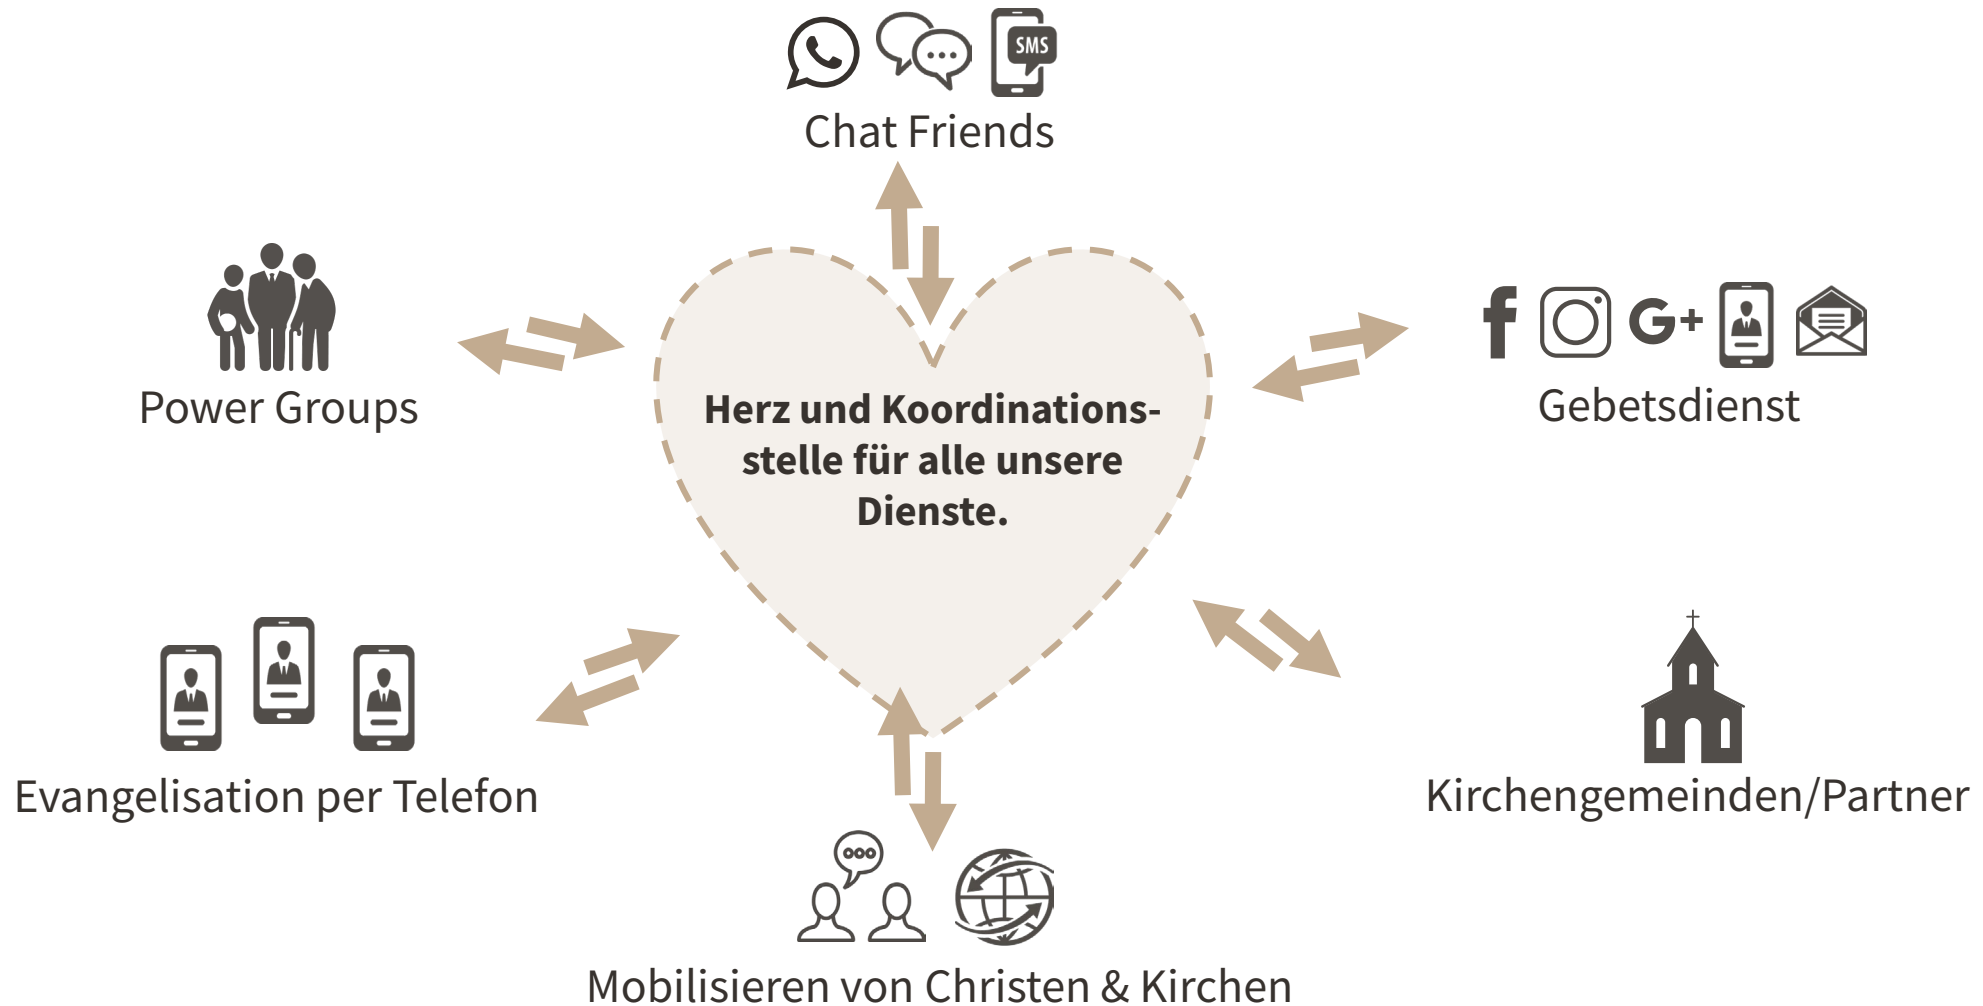 SMS
Chat Friends
Power Groups
G+
Gebetsdienst
Herz und Koordinations-
stelle für alle unsere
Dienste.
Evangelisation per Telefon
Kirchengemeinden/Partner
Mobilisieren von Christen & Kirchen